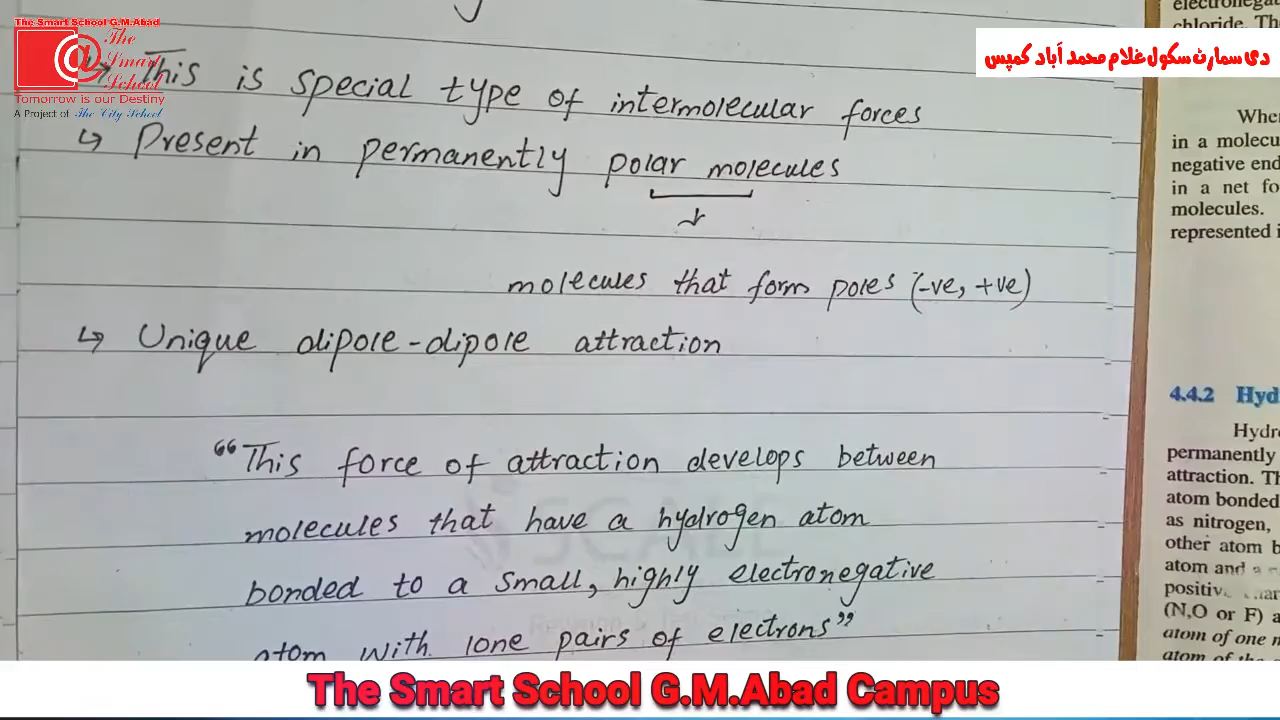 The Smart School G.M.Abad
The
Smart
School
Tomorrow is our Destiny
A Project of The City School
دی سمارٹ سکول غلام محمد آباد کمپس
↳ This is special type of intermolecular forces
↳ Present in permanently polar molecules
molecules that form poles (-ve, +ve)
↳ Unique dipole-dipole attraction
“This force of attraction develops between
molecules that have a hydrogen atom
bonded to a small, highly electronegative
atom with lone pairs of electrons”
SCALE
chloride. Th
Whe
in a molecu
negative end
in a net fo
molecules.
represented i
4.4.2 Hyd
Hydr
permanently
attraction. Th
atom bonded
as nitrogen,
other atom b
atom and a
(N,O or F) a
atom of one m
The Smart School G.M.Abad Campus